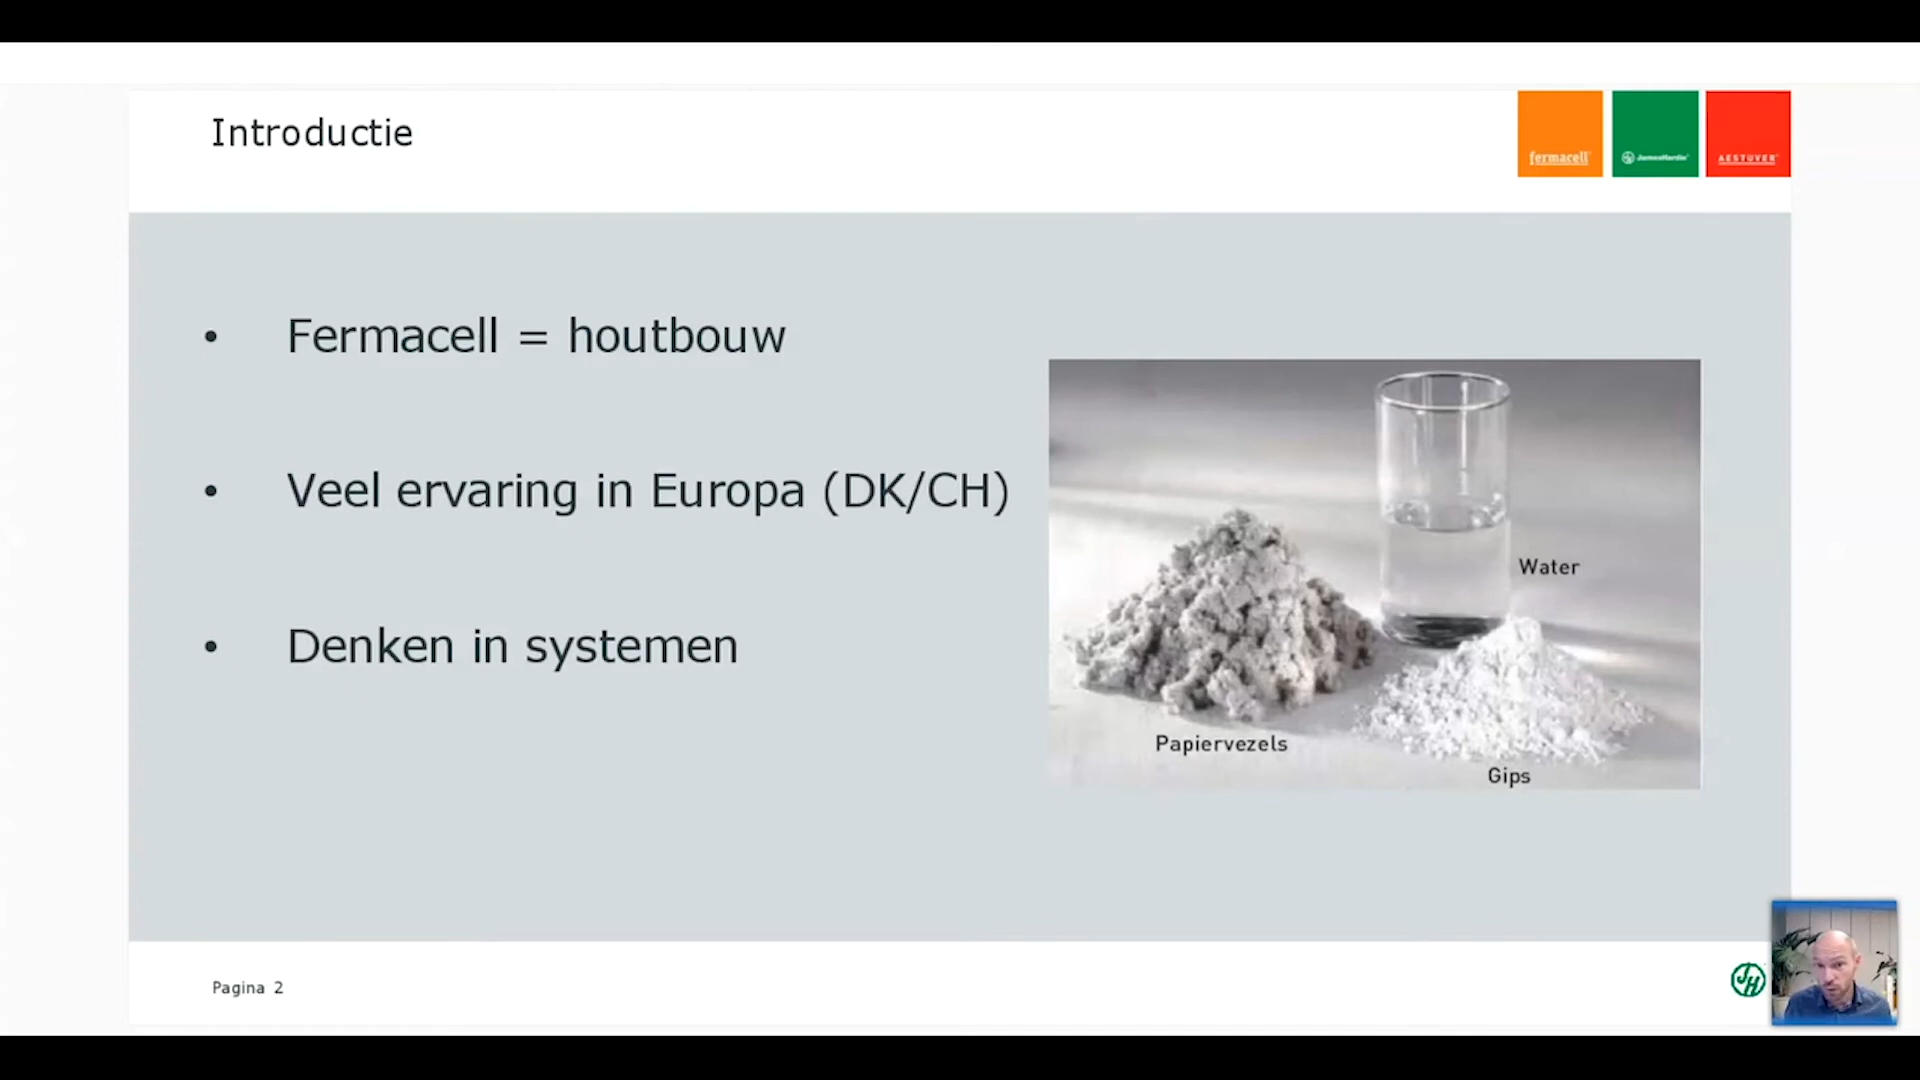 Introductie
fermacell
JamesHardie
AESTUVER
• Fermacell = houtbouw
• Veel ervaring in Europa (DK/CH)
• Denken in systemen
Water
Papiervezels
Gips
Pagina 2
JH